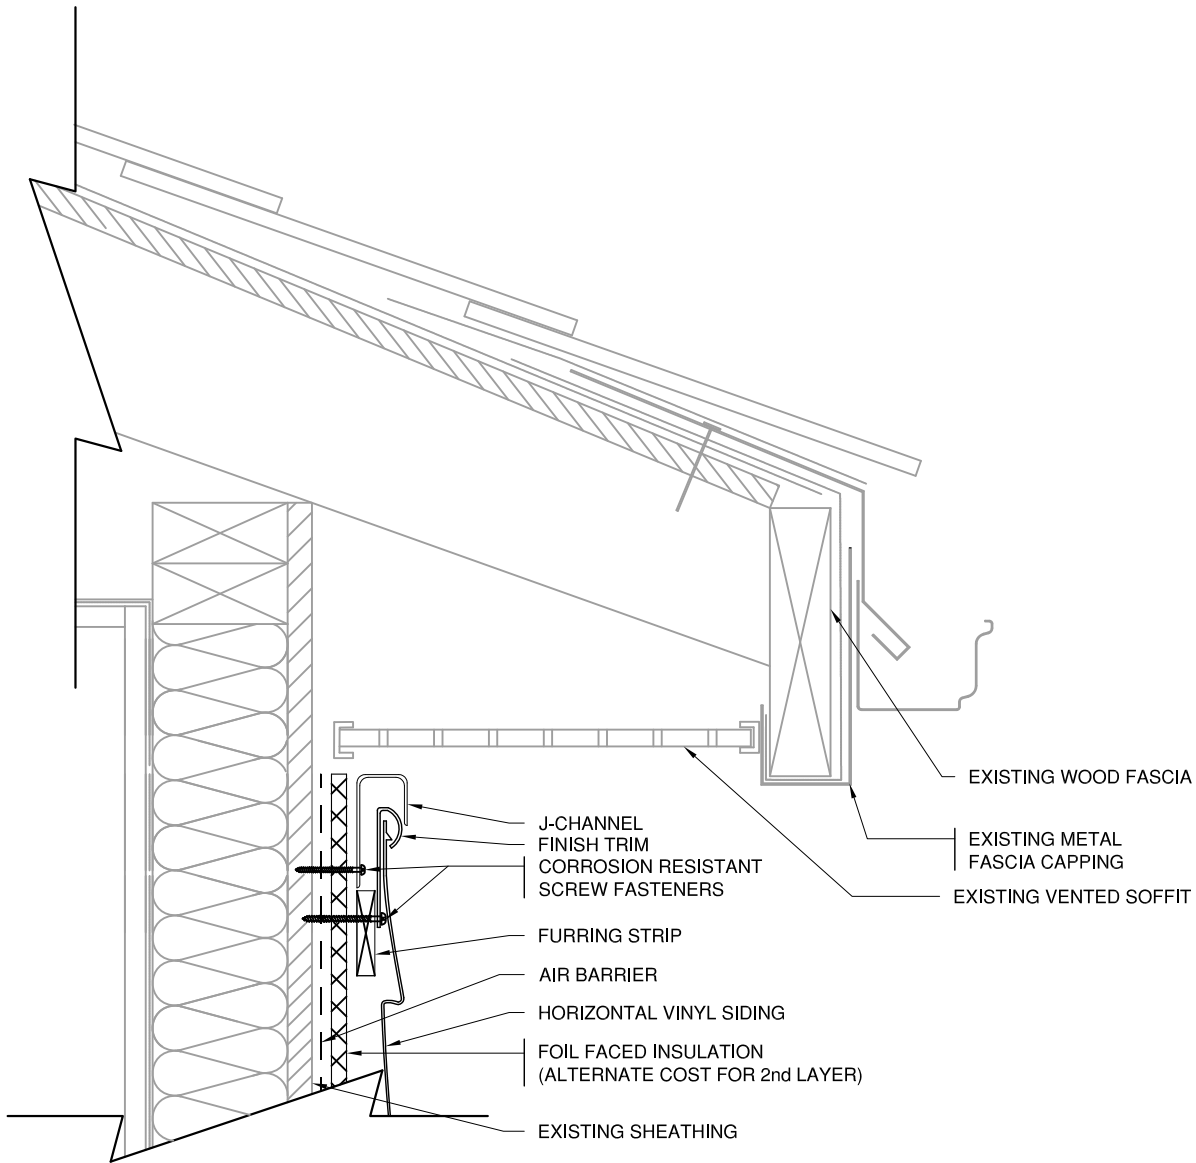 EXISTING WOOD FASCIA
J-CHANNEL
FINISH TRIM
CORROSION RESISTANT
SCREW FASTENERS
EXISTING METAL
FASCIA CAPPING
EXISTING VENTED SOFFIT
FURRING STRIP
AIR BARRIER
HORIZONTAL VINYL SIDING
FOIL FACED INSULATION
(ALTERNATE COST FOR 2nd LAYER)
EXISTING SHEATHING